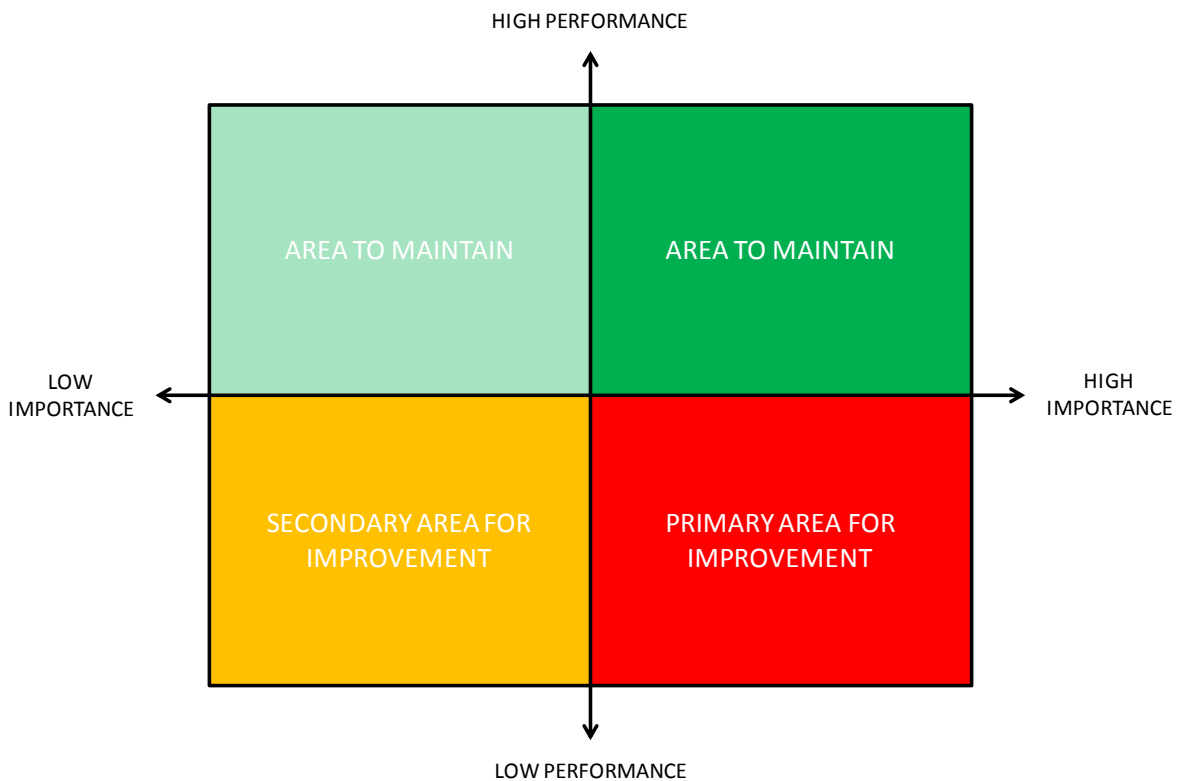 HIGH PERFORMANCE
AREA TO MAINTAIN
AREA TO MAINTAIN
LOW
IMPORTANCE
HIGH
IMPORTANCE
SECONDARY AREA FOR
IMPROVEMENT
PRIMARY AREA FOR
IMPROVEMENT
LOW PERFORMANCE